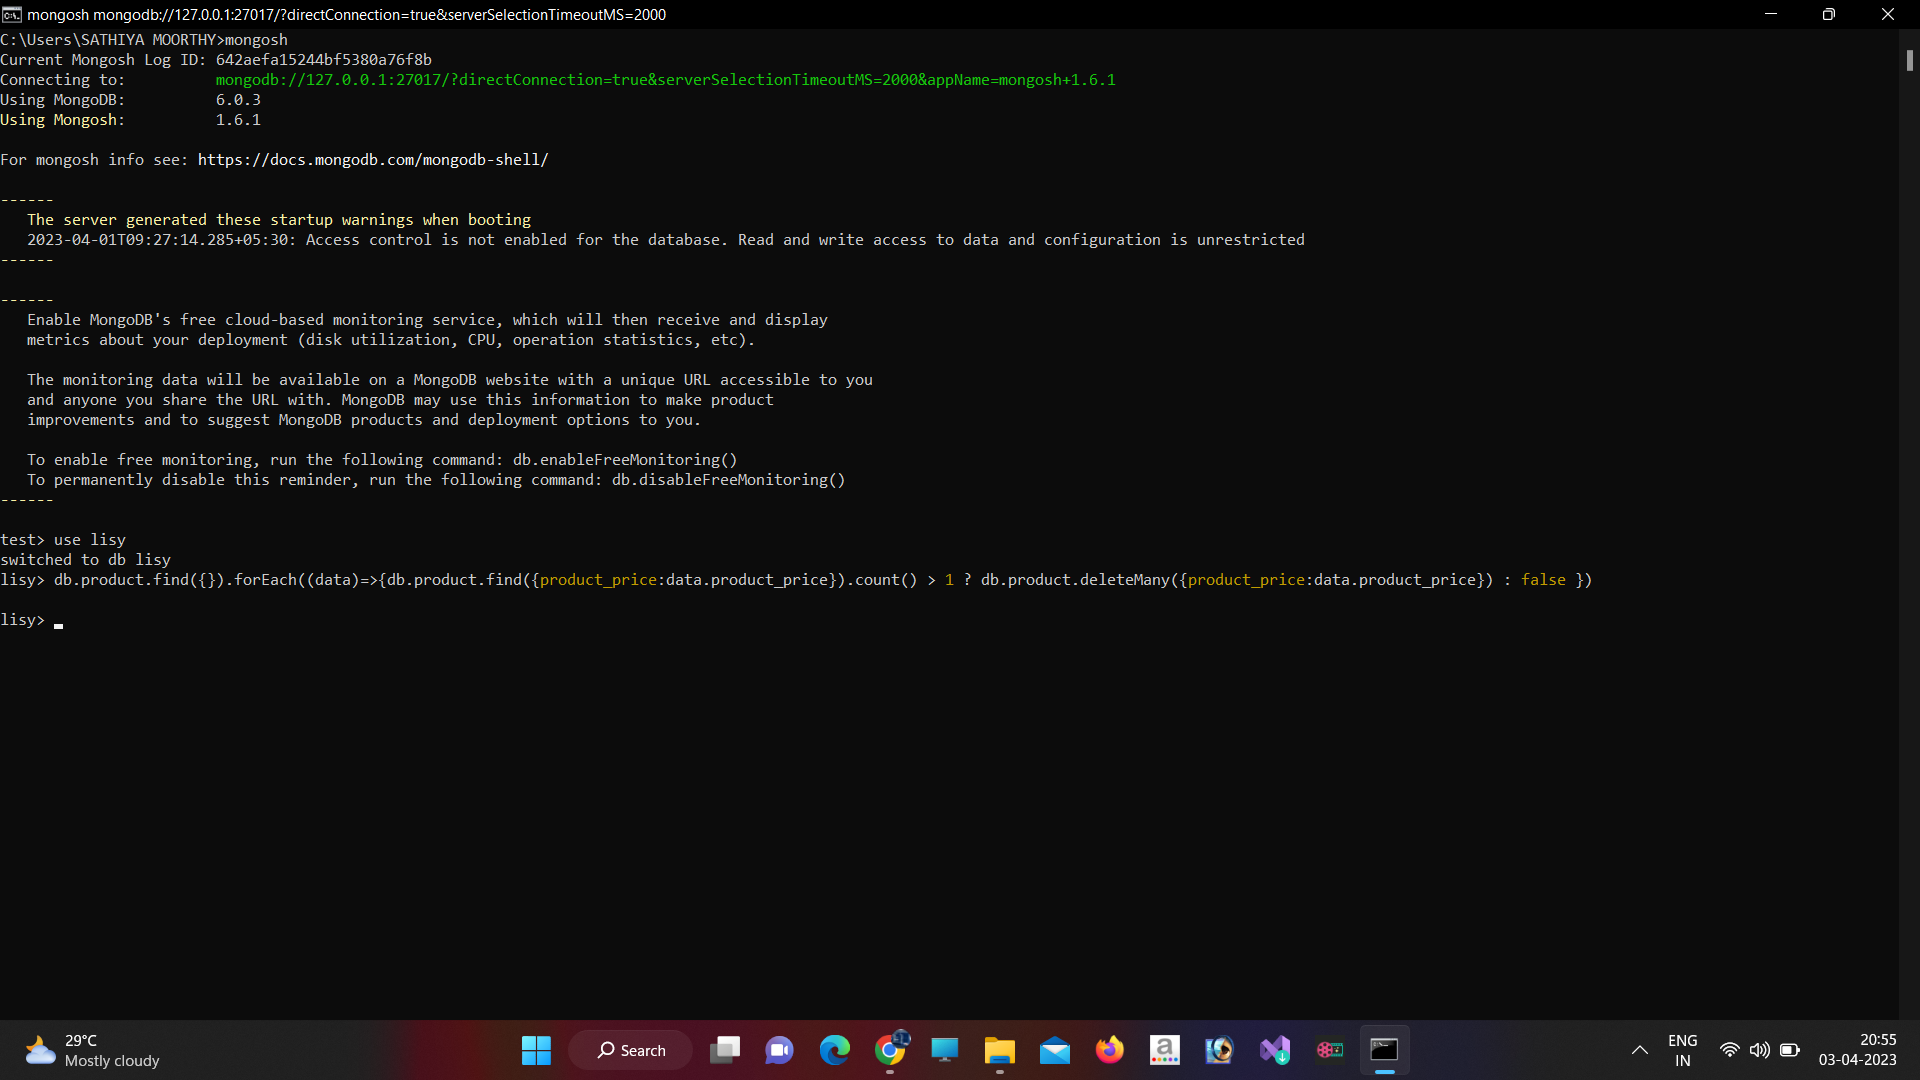 mongosh mongodb://127.0.0.1:27017/?directConnection=true&serverSelectionTimeoutMS=2000
C:\Users\SATHIYA MOORTHY>mongosh
Current Mongosh Log ID: 642aefa15244bf5380a76f8b
Connecting to:          mongodb://127.0.0.1:27017/?directConnection=true&serverSelectionTimeoutMS=2000&appName=mongosh+1.6.1
Using MongoDB:          6.0.3
Using Mongosh:          1.6.1
For mongosh info see: https://docs.mongodb.com/mongodb-shell/
------
   The server generated these startup warnings when booting
   2023-04-01T09:27:14.285+05:30: Access control is not enabled for the database. Read and write access to data and configuration is unrestricted
------
------
   Enable MongoDB's free cloud-based monitoring service, which will then receive and display
   metrics about your deployment (disk utilization, CPU, operation statistics, etc).
   The monitoring data will be available on a MongoDB website with a unique URL accessible to you
   and anyone you share the URL with. MongoDB may use this information to make product
   improvements and to suggest MongoDB products and deployment options to you.
   To enable free monitoring, run the following command: db.enableFreeMonitoring()
   To permanently disable this reminder, run the following command: db.disableFreeMonitoring()
------
test> use lisy
switched to db lisy
lisy> db.product.find({}).forEach((data)=>{db.product.find({product_price:data.product_price}).count() > 1 ? db.product.deleteMany({product_price:data.product_price}) : false })
lisy>
29°C
Mostly cloudy
Search
ENG
IN
20:55
03-04-2023